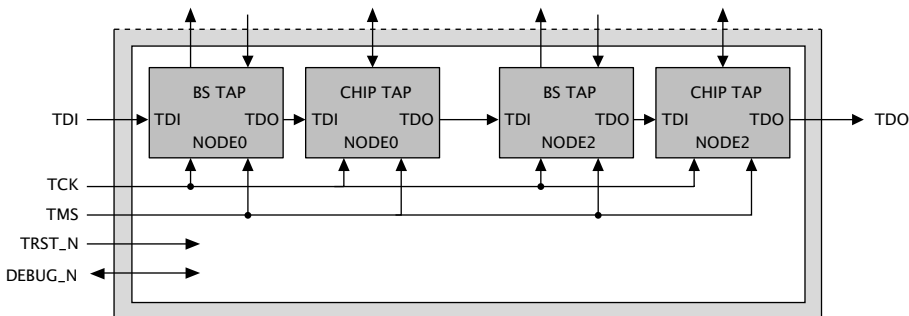 BS TAP CHIP TAP BS TAP CHIP TAP
TDI TDI TDO TDI TDO TDI TDO TDI TDO TDO
NODE0 NODE0 NODE2 NODE2
TCK
TMS
TRST_N
DEBUG_N